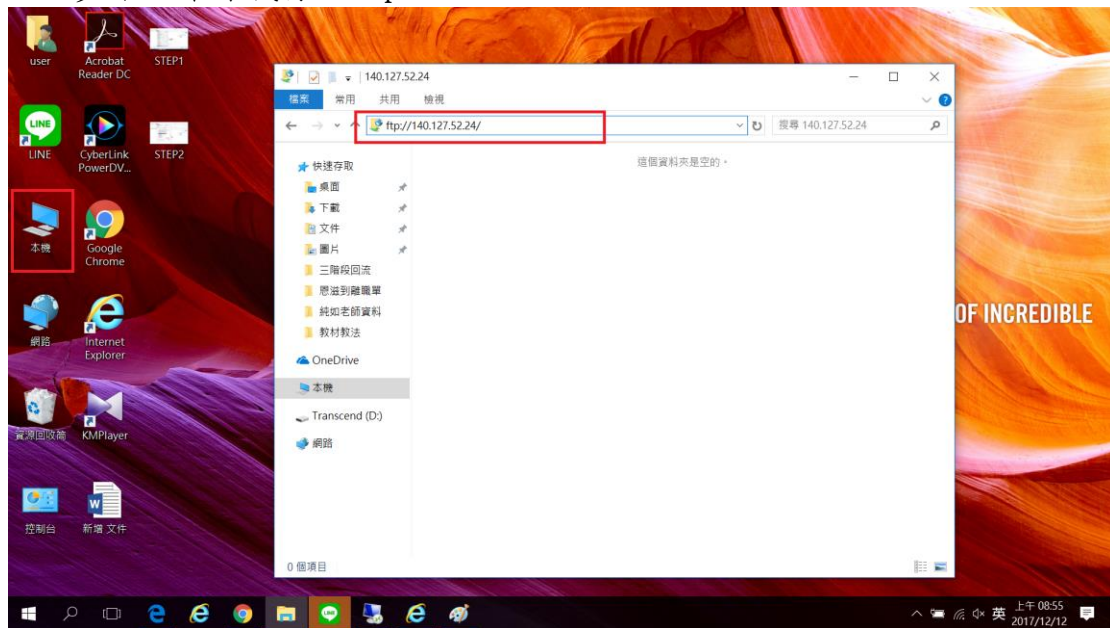 user
Acrobat
Reader DC
STEP1
LINE
LINE
CyberLink
PowerDV...
STEP2
本機
Google
Chrome
網路
Internet
Explorer
資源回收筒
KMPlayer
控制台
新增 文件
140.127.52.24
檔案 常用 共用 檢視
ftp://140.127.52.24/
搜尋 140.127.52.24
快速存取
桌面
下載
文件
圖片
三階段回流
恩滋到離職單
純如老師資料
教材教法
OneDrive
本機
Transcend (D:)
網路
這個資料夾是空的。
0 個項目
OF INCREDIBLE
英
上午 08:55
2017/12/12